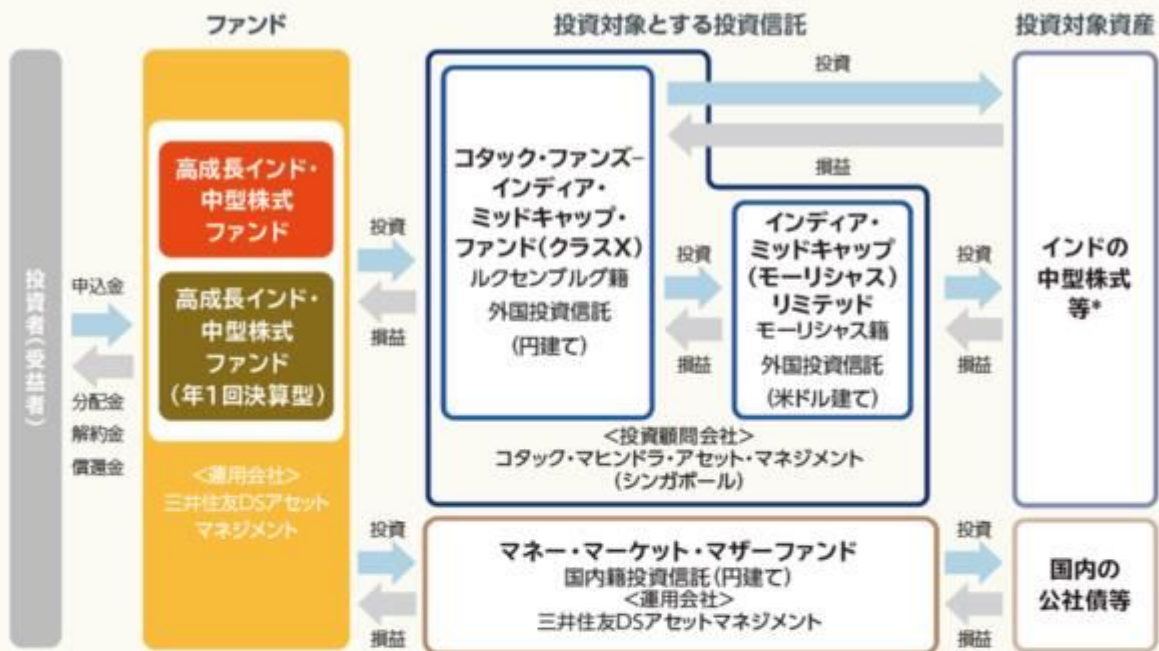 ファンド
投資対象とする投資信託
投資対象資産
投資者(受益者)
申込金
分配金
解約金
償還金
高成長インド・
中型株式
ファンド
高成長インド・
中型株式
ファンド
(年1回決算型)
<運用会社>
三井住友DSアセット
マネジメント
投資
損益
コタック・ファンズ−
インディア・
ミッドキャップ・
ファンド(クラスX)
ルクセンブルグ籍
外国投資信託
(円建て)
投資
損益
投資
損益
インディア・
ミッドキャップ
(モーリシャス)
リミテッド
モーリシャス籍
外国投資信託
(米ドル建て)
<投資顧問会社>
コタック・マヒンドラ・アセット・マネジメント
(シンガポール)
投資
損益
インドの
中型株式
等*
投資
損益
マネー・マーケット・マザーファンド
国内籍投資信託(円建て)
<運用会社>
三井住友DSアセットマネジメント
投資
損益
国内の
公社債等